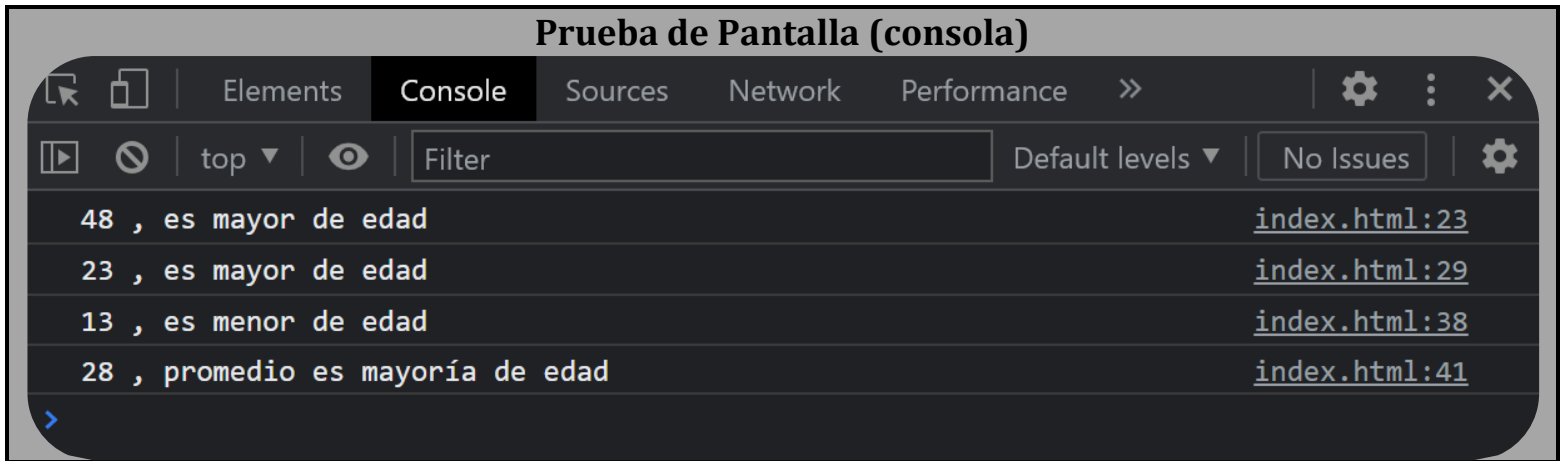 Prueba de Pantalla (consola)
Elements Console Sources Network Performance
top Filter Default levels No Issues
48 , es mayor de edad index.html:23
23 , es mayor de edad index.html:29
13 , es menor de edad index.html:38
28 , promedio es mayoría de edad index.html:41